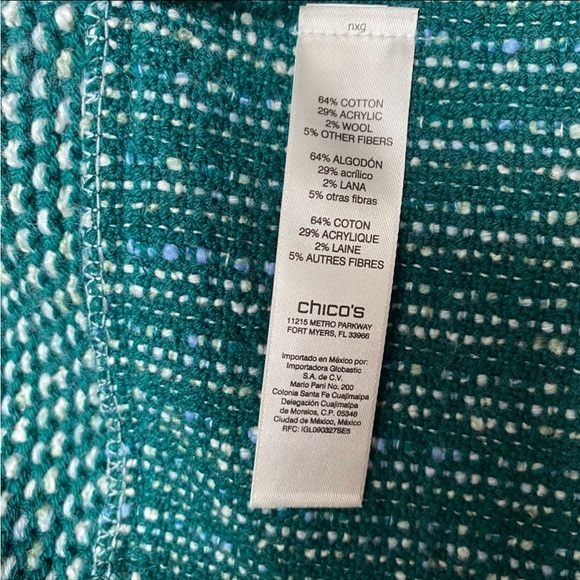 nxg
64% COTTON
29% ACRYLIC
2% WOOL
5% OTHER FIBERS
64% ALGODÓN
29% acrílico
2% LANA
5% otras fibras
64% COTON
29% ACRYLIQUE
2% LAINE
5% AUTRES FIBRES
chico's
11215 METRO PARKWAY
FORT MYERS, FL 33966
Importado en México por:
Importadora Globastic
S.A. de C.V.
Mario Pani No. 200
Colonia Santa Fe Cuajimalpa
Delegación Cuajimalpa
de Morelos, C.P. 05348
Ciudad de México, México
RFC: IGL090327SE5